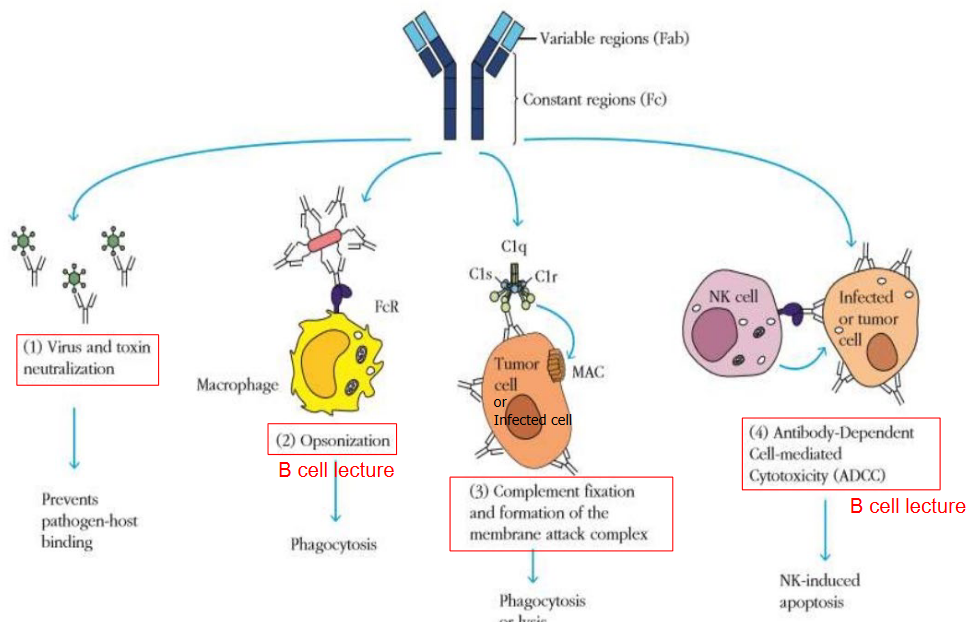 Variable regions (Fab)
Constant regions (Fc)
C1q
C1s
C1r
FcR
NK cell
Infected
or tumor
cell
(1) Virus and toxin
neutralization
Macrophage
Tumor
cell
or
Infected cell
MAC
(2) Opsonization
B cell lecture
(4) Antibody-Dependent
Cell-mediated
Cytotoxicity (ADCC)
B cell lecture
(3) Complement fixation
and formation of the
membrane attack complex
Prevents
pathogen-host
binding
Phagocytosis
NK-induced
apoptosis
Phagocytosis
or lysis